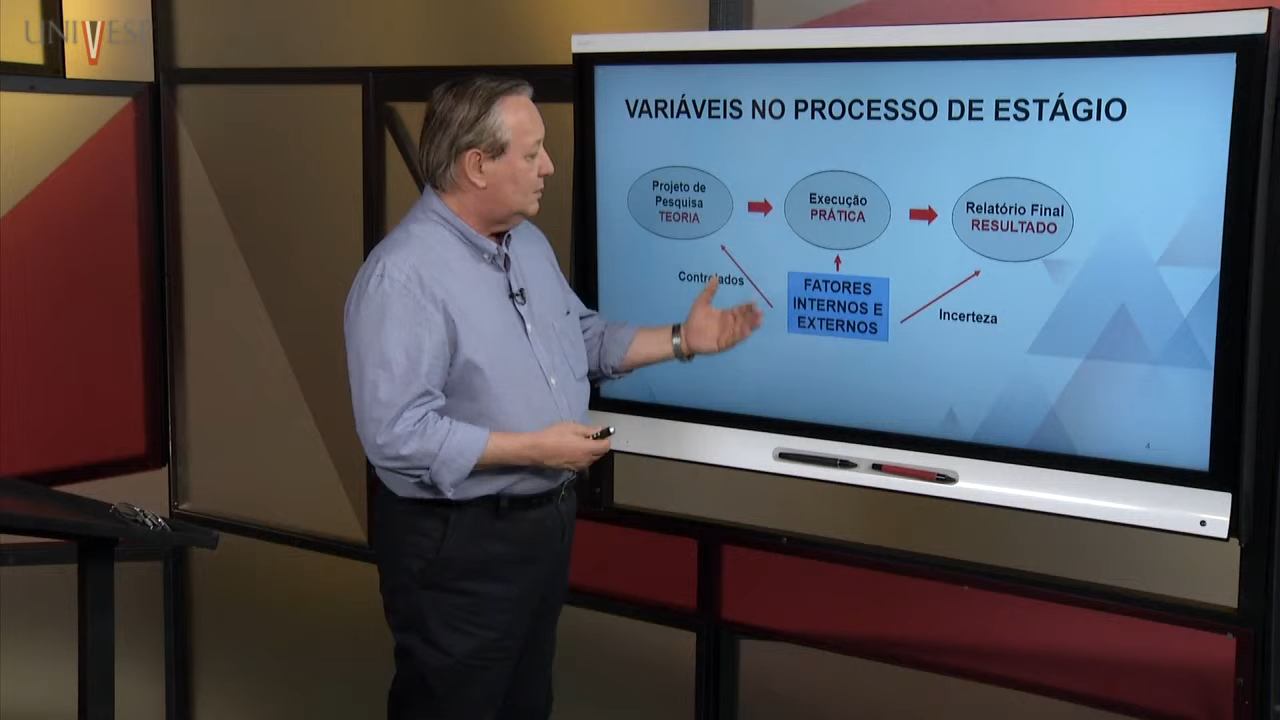 UNIVESP
VARIÁVEIS NO PROCESSO DE ESTÁGIO
Projeto de
Pesquisa
TEORIA
Execução
PRÁTICA
Relatório Final
RESULTADO
Controlados
FATORES
INTERNOS E
EXTERNOS
Incerteza
4